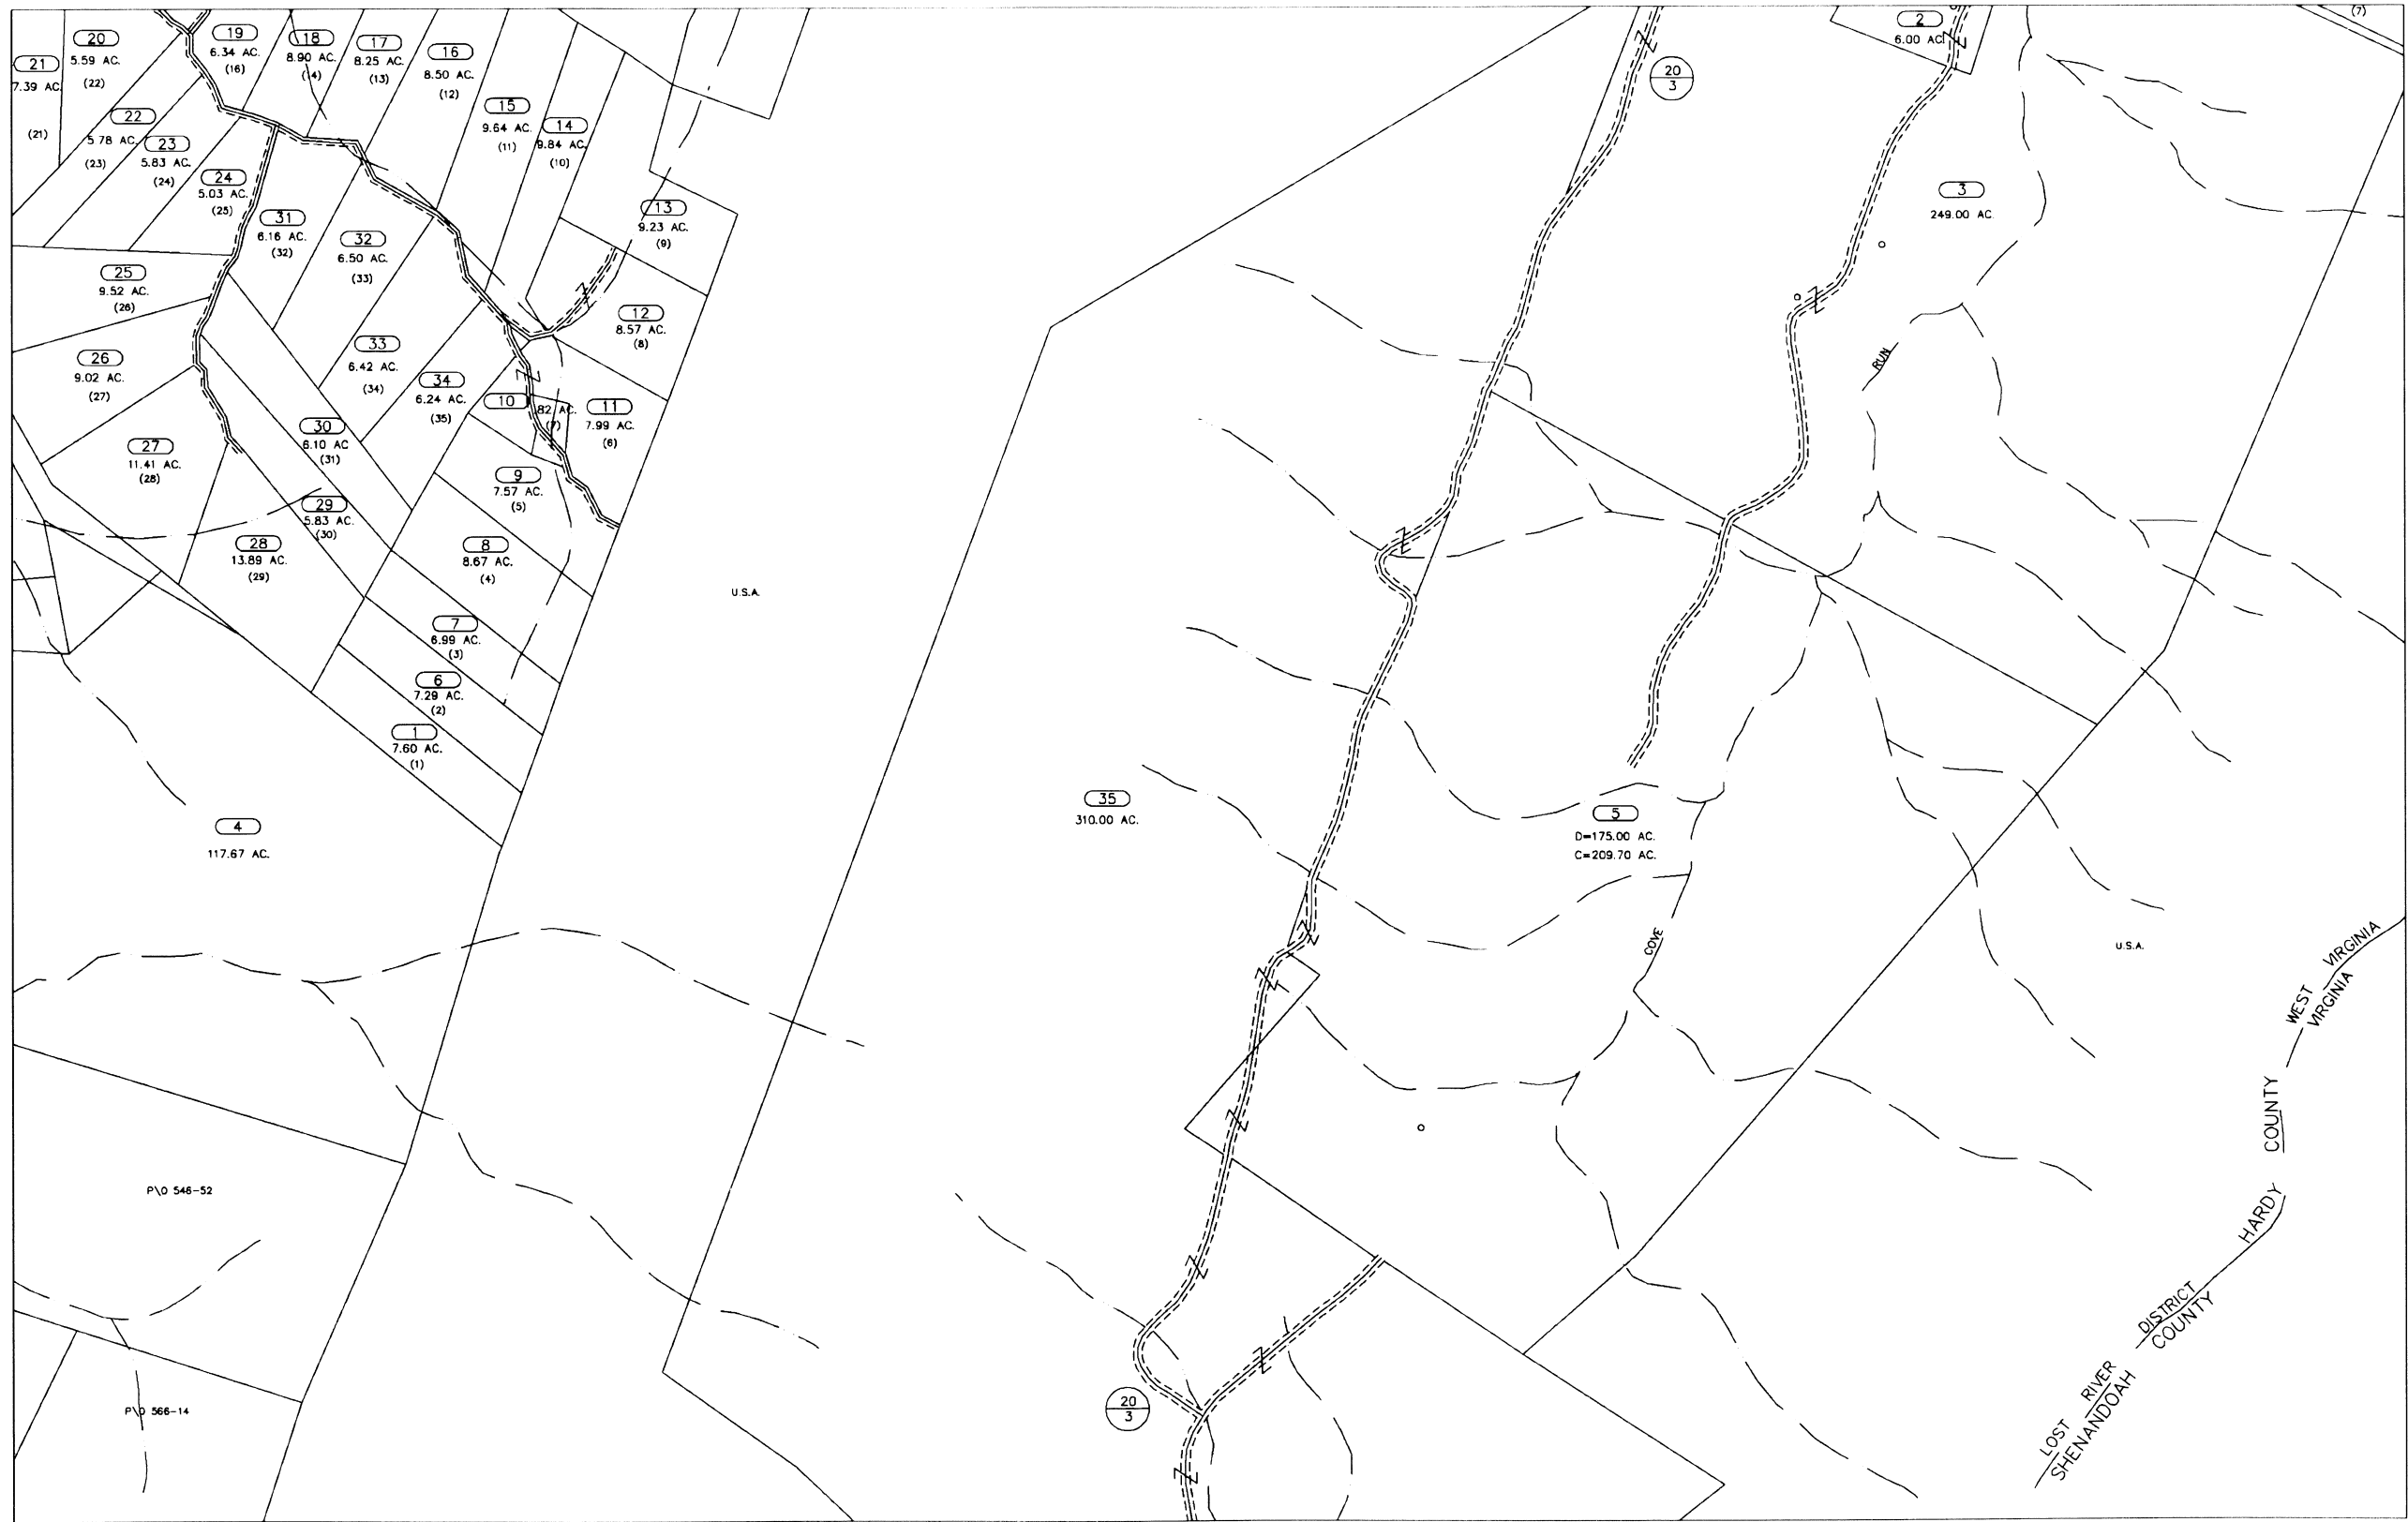 20
5.59 AC.
(22)
19
6.34 AC.
(16)
18
8.90 AC.
(14)
17
8.25 AC.
(13)
16
8.50 AC.
(12)
2
6.00 AC.
(7)
21
7.39 AC.
(21)
20
3
22
5.78 AC.
(23)
23
5.83 AC.
(24)
15
9.64 AC.
(11)
14
9.84 AC.
(10)
24
5.03 AC.
(25)
3
249.00 AC.
31
6.16 AC.
(32)
32
6.50 AC.
(33)
13
9.23 AC.
(9)
25
9.52 AC.
(26)
12
8.57 AC.
(8)
26
9.02 AC.
(27)
33
6.42 AC.
(34)
34
6.24 AC.
(35)
RUN
10
.82 AC.
(7)
11
7.99 AC.
(6)
27
11.41 AC.
(28)
30
6.10 AC
(31)
9
7.57 AC.
(5)
29
5.83 AC.
(30)
28
13.89 AC.
(29)
8
8.67 AC.
(4)
U.S.A.
7
6.99 AC.
(3)
6
7.29 AC.
(2)
1
7.60 AC.
(1)
4
117.67 AC.
35
310.00 AC.
5
D=175.00 AC.
C=209.70 AC.
COVE
U.S.A.
WEST VIRGINIA
VIRGINIA
P\O 546-52
P\O 566-14
20
3
LOST RIVER DISTRICT HARDY COUNTY
SHENANDOAH COUNTY